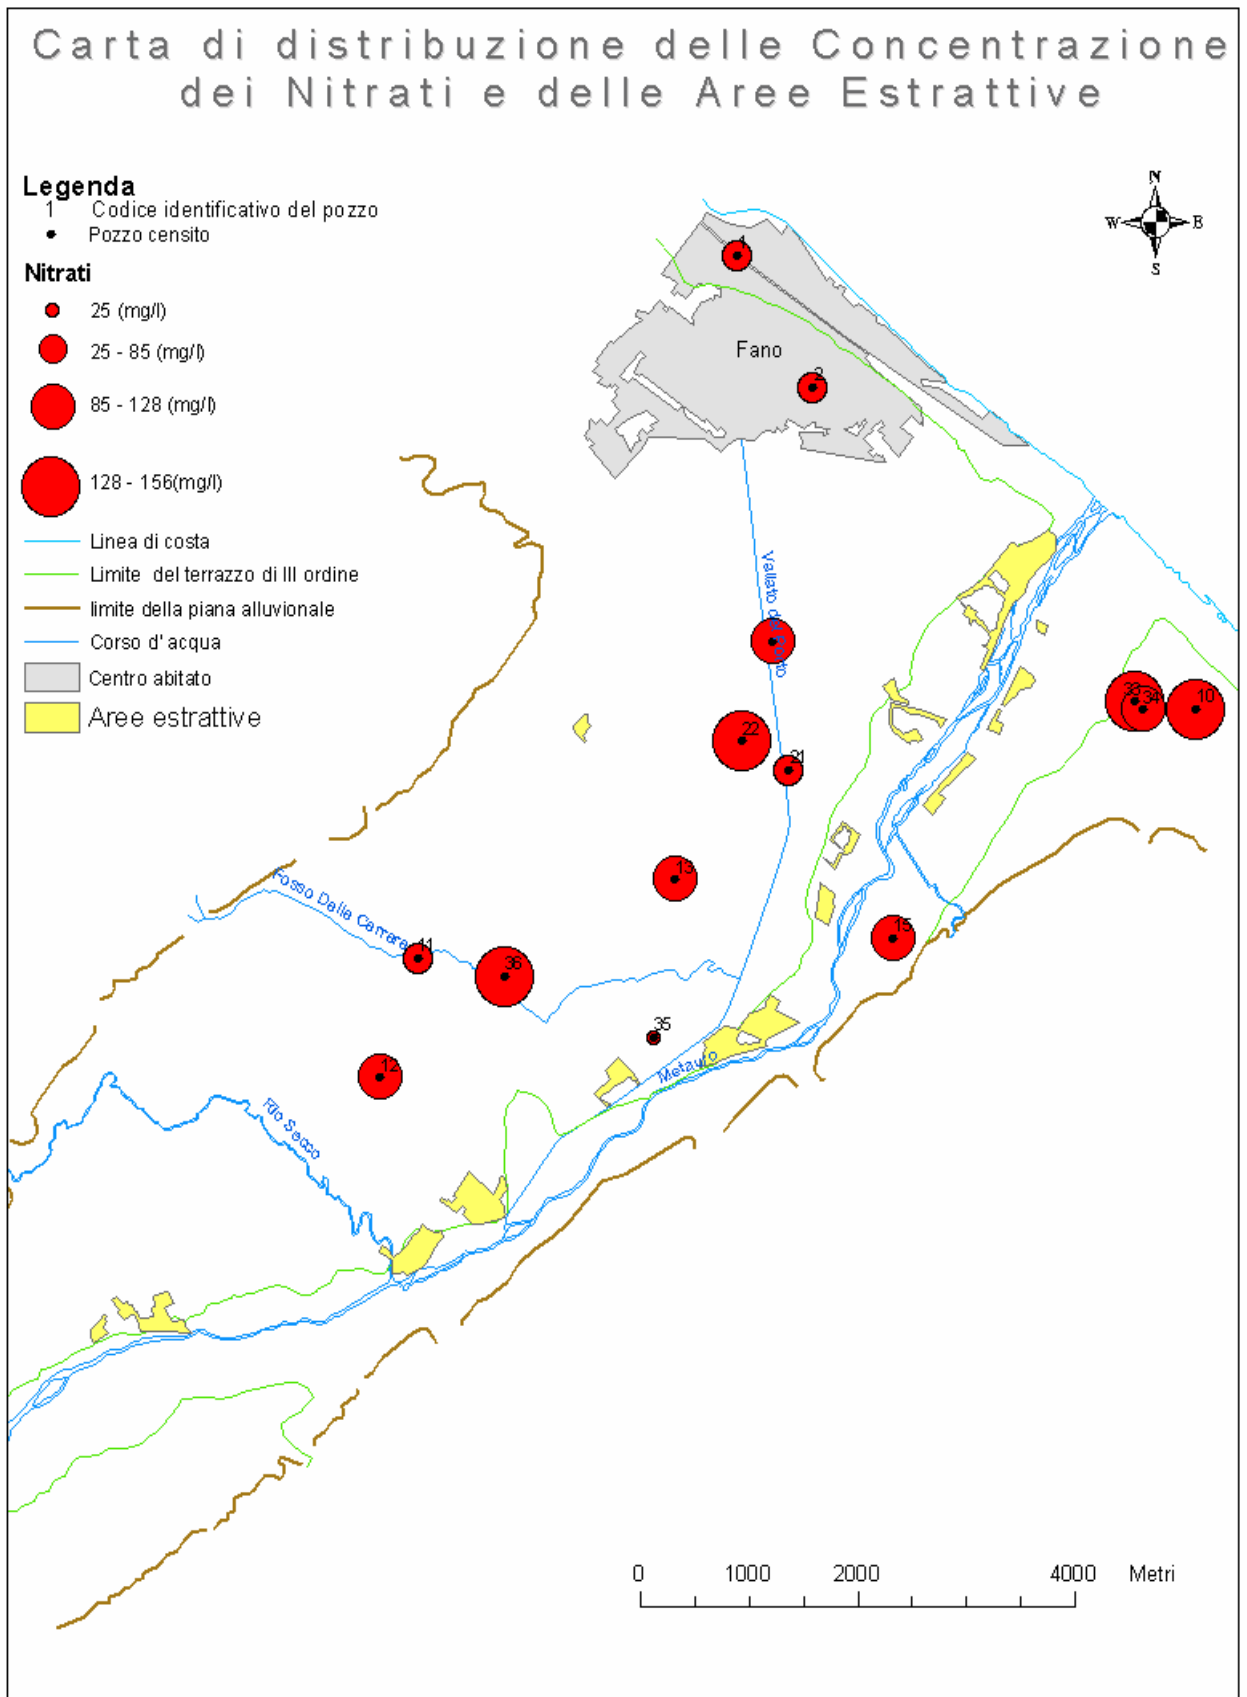 Carta di distribuzione delle Concentrazione
dei Nitrati e delle Aree Estrattive
Legenda
1 Codice identificativo del pozzo
Pozzo censito
Nitrati
25 (mg/l)
25 - 85 (mg/l)
85 - 128 (mg/l)
128 - 156(mg/l)
Linea di costa
Limite del terrazzo di III ordine
limite della piana alluvionale
Corso d' acqua
Centro abitato
Aree estrattive
N
W
E
S
1
Fano
2
Vallato del Porto
33
34
10
22
21
13
Fosso Della Carrara
11
36
15
35
Metauro
12
Rio Secco
0 1000 2000 4000 Metri